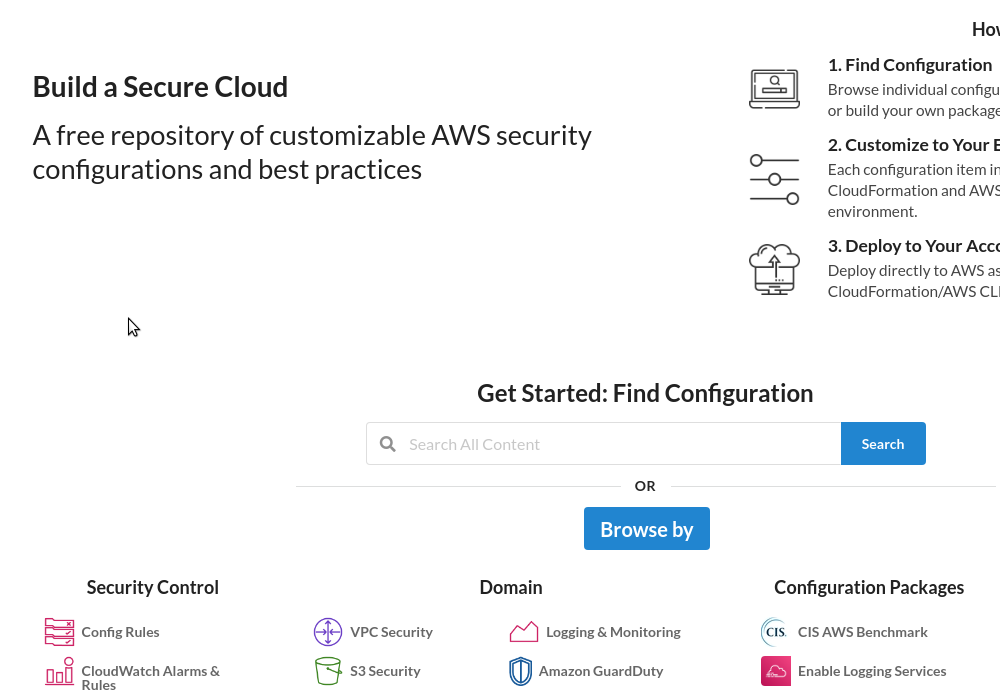 How
Build a Secure Cloud
A free repository of customizable AWS security
configurations and best practices
1. Find Configuration
Browse individual configu
or build your own package
2. Customize to Your E
Each configuration item in
CloudFormation and AWS
environment.
3. Deploy to Your Acco
Deploy directly to AWS as
CloudFormation/AWS CLI
Get Started: Find Configuration
Search All Content
Search
OR
Browse by
Security Control
Config Rules
CloudWatch Alarms &
Rules
Domain
VPC Security
Logging & Monitoring
S3 Security
Amazon GuardDuty
Configuration Packages
CIS. CIS AWS Benchmark
Enable Logging Services